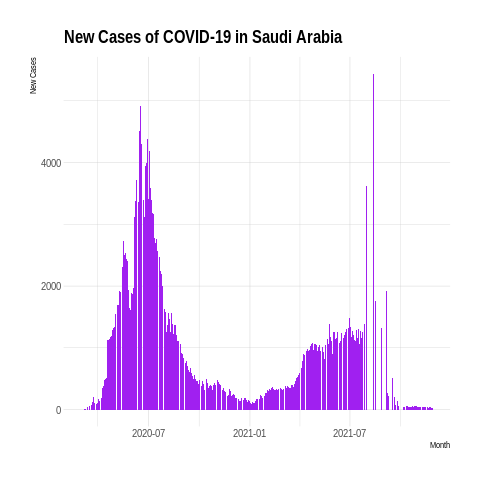 New Cases of COVID-19 in Saudi Arabia
New Cases
4000
2000
0
2020-07
2021-01
2021-07
Month